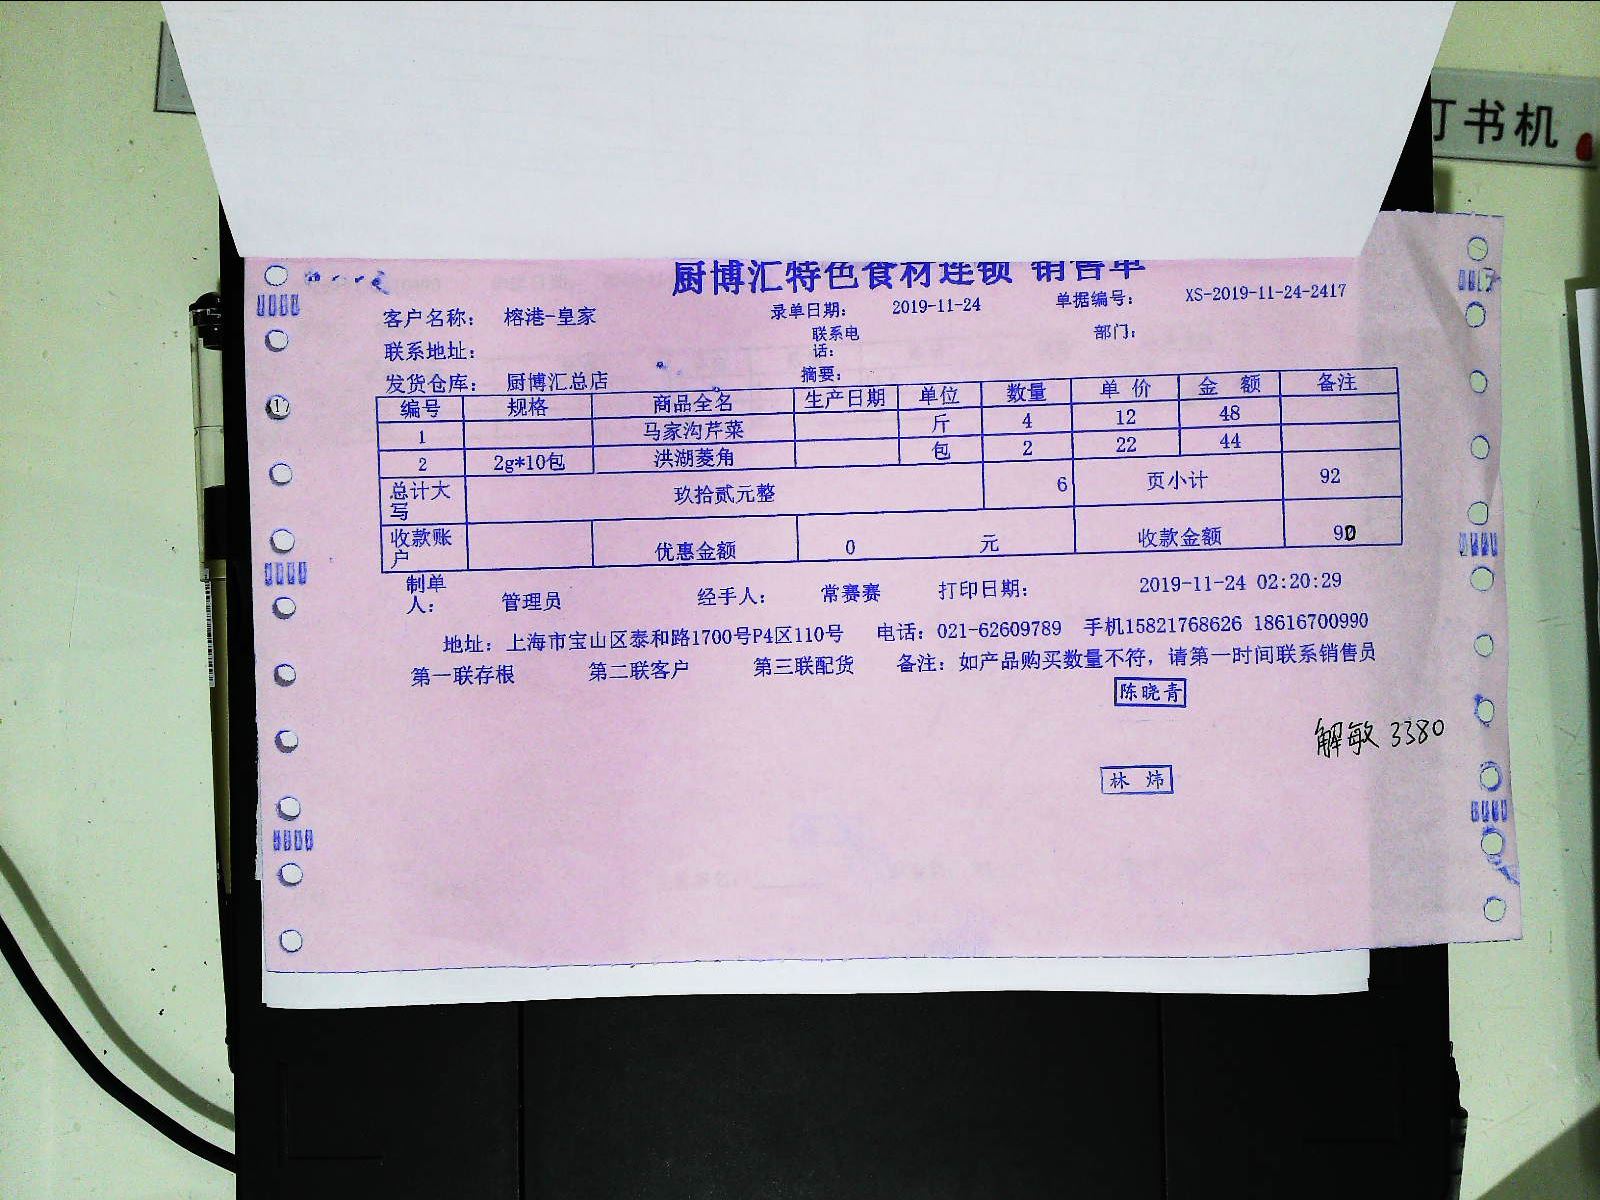 书机
厨博汇特色食材连锁 销售单
客户名称： 榕港-皇家 录单日期： 2019-11-24 单据编号： XS-2019-11-24-2417
联系地址： 联系电话： 部门：
发货仓库： 厨博汇总店 摘要：
编号 规格 商品全名 生产日期 单位 数量 单 价 金 额 备注
1 马家沟芹菜 斤 4 12 48
2 2g*10包 洪湖菱角 包 2 22 44
总计大写 玖拾贰元整 6 页小计 92
收款账户 优惠金额 0 元 收款金额 90
制单人： 管理员 经手人： 常赛赛 打印日期： 2019-11-24 02:20:29
地址：上海市宝山区泰和路1700号P4区110号 电话：021-62609789 手机15821768626 18616700990
第一联存根 第二联客户 第三联配货 备注：如产品购买数量不符，请第一时间联系销售员
陈晓青
解敏 3380
林 炜